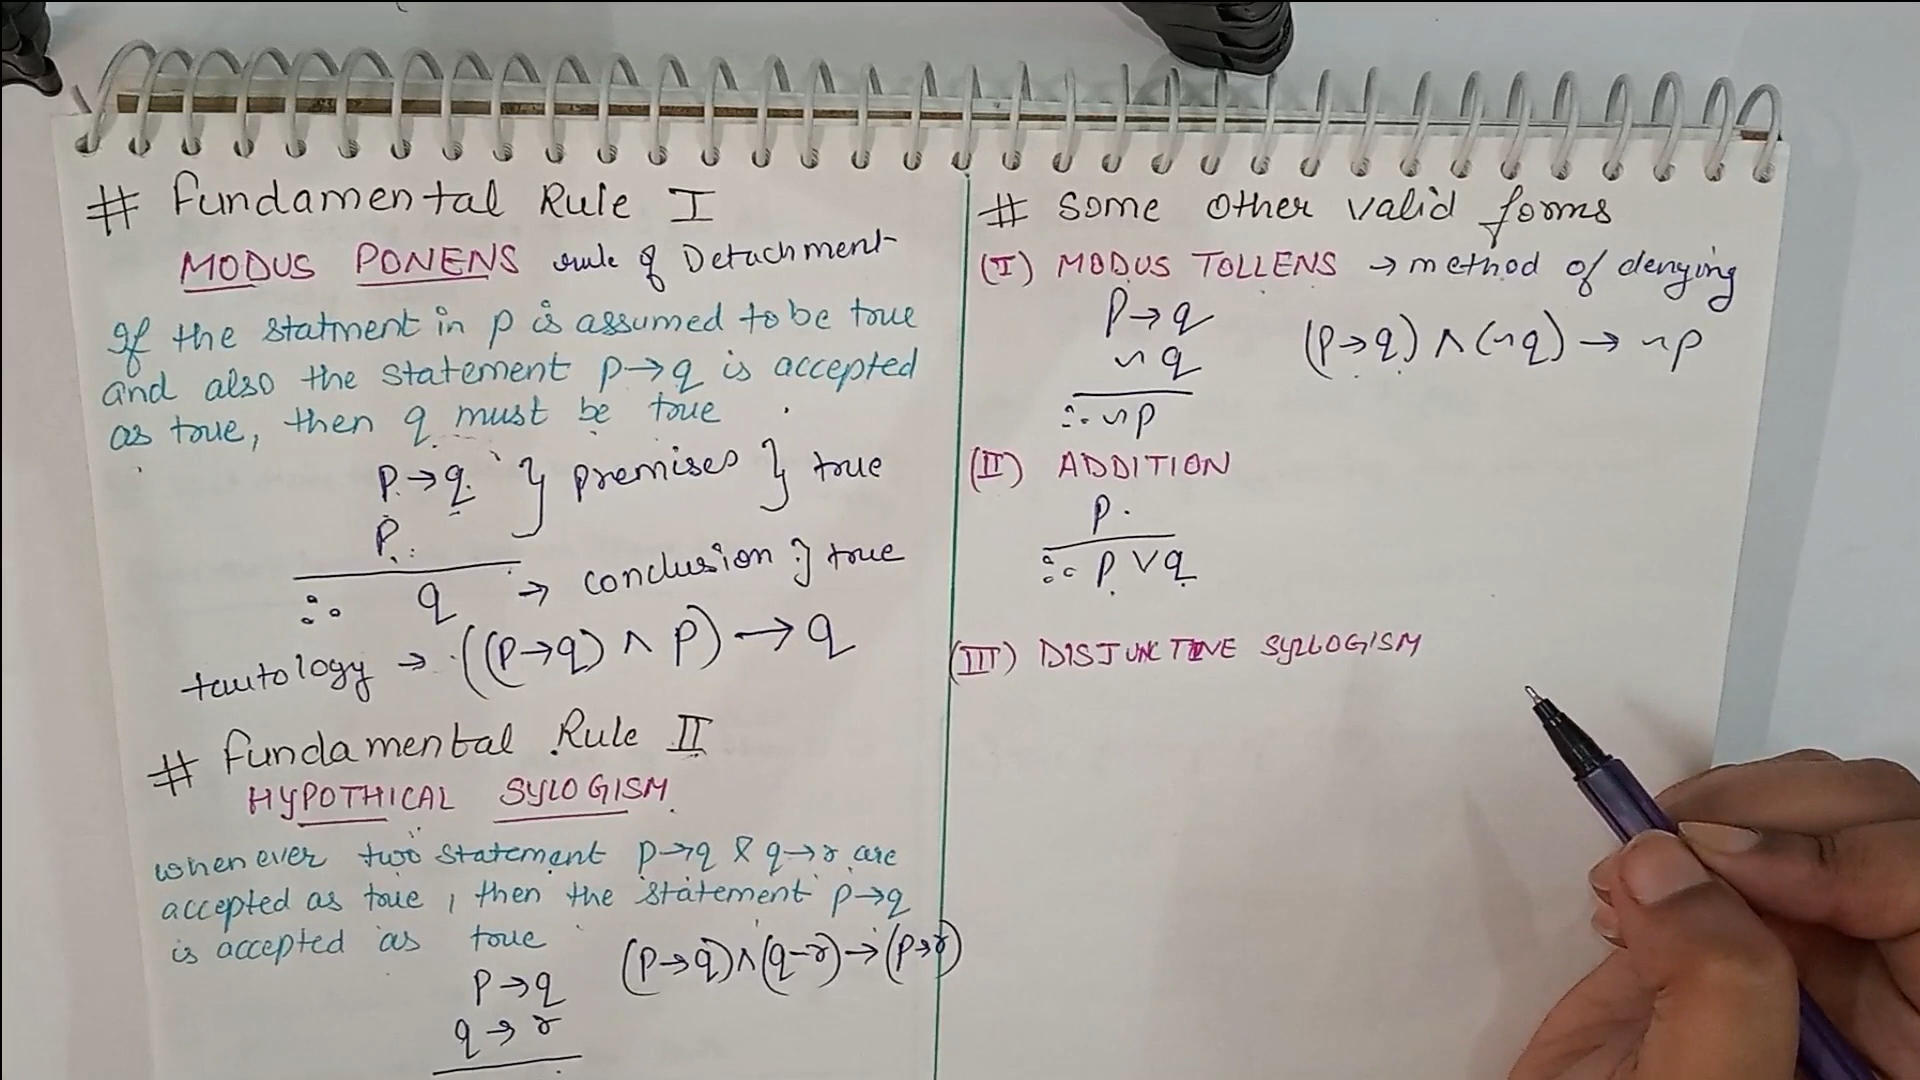 # Fundamental Rule I
MODUS PONENS rule of Detachment
If the statment in p is assumed to be true
and also the statement p→q is accepted
as true, then q must be true
p→q } premises } true
p
∴ q → conclusion } true
tautology → ((p→q) ∧ p) → q
# fundamental Rule II
HYPOTHICAL SYLOGISM
whenever two statement p→q & q→r are
accepted as true, then the statement p→q
is accepted as true
(p→q)∧(q-r)→(p→r)
p→q
q→r
# Some other valid forms
(I) MODUS TOLLENS → method of denying
p→q
~q
∴ ~p
(p→q) ∧ (~q) → ~p
(II) ADDITION
p
∴ p ∨ q
(III) DISJUNCTIVE SYLLOGISM